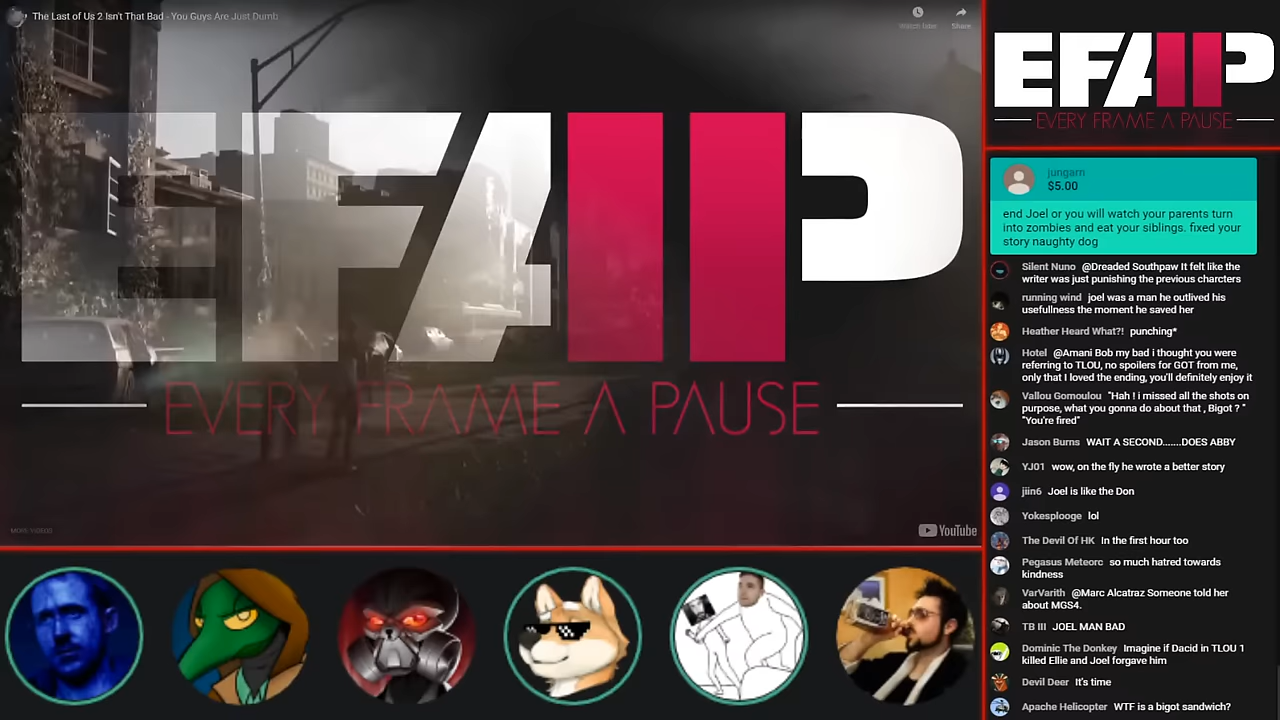 The Last of Us 2 Isn't That Bad - You Guys Are Just Dumb
Watch later
Share
EFAP
EVERY FRAME A PAUSE
MORE VIDEOS
YouTube
EFAP
EVERY FRAME A PAUSE
jungarn
$5.00
end Joel or you will watch your parents turn
into zombies and eat your siblings. fixed your
story naughty dog
Silent Nuno @Dreaded Southpaw It felt like the
writer was just punishing the previous charcters
running wind joel was a man he outlived his
usefullness the moment he saved her
Heather Heard What?! punching*
Hotel @Amani Bob my bad i thought you were
referring to TLOU, no spoilers for GOT from me,
only that I loved the ending, you'll definitely enjoy it
Vallou Gomoulou "Hah ! i missed all the shots on
purpose, what you gonna do about that , Bigot ? "
"You're fired"
Jason Burns WAIT A SECOND.......DOES ABBY
YJ01 wow, on the fly he wrote a better story
jiin6 Joel is like the Don
Yokesplooge lol
The Devil Of HK In the first hour too
Pegasus Meteorc so much hatred towards
kindness
VarVarith @Marc Alcatraz Someone told her
about MGS4.
TB III JOEL MAN BAD
Dominic The Donkey Imagine if Dacid in TLOU 1
killed Ellie and Joel forgave him
Devil Deer It's time
Apache Helicopter WTF is a bigot sandwich?